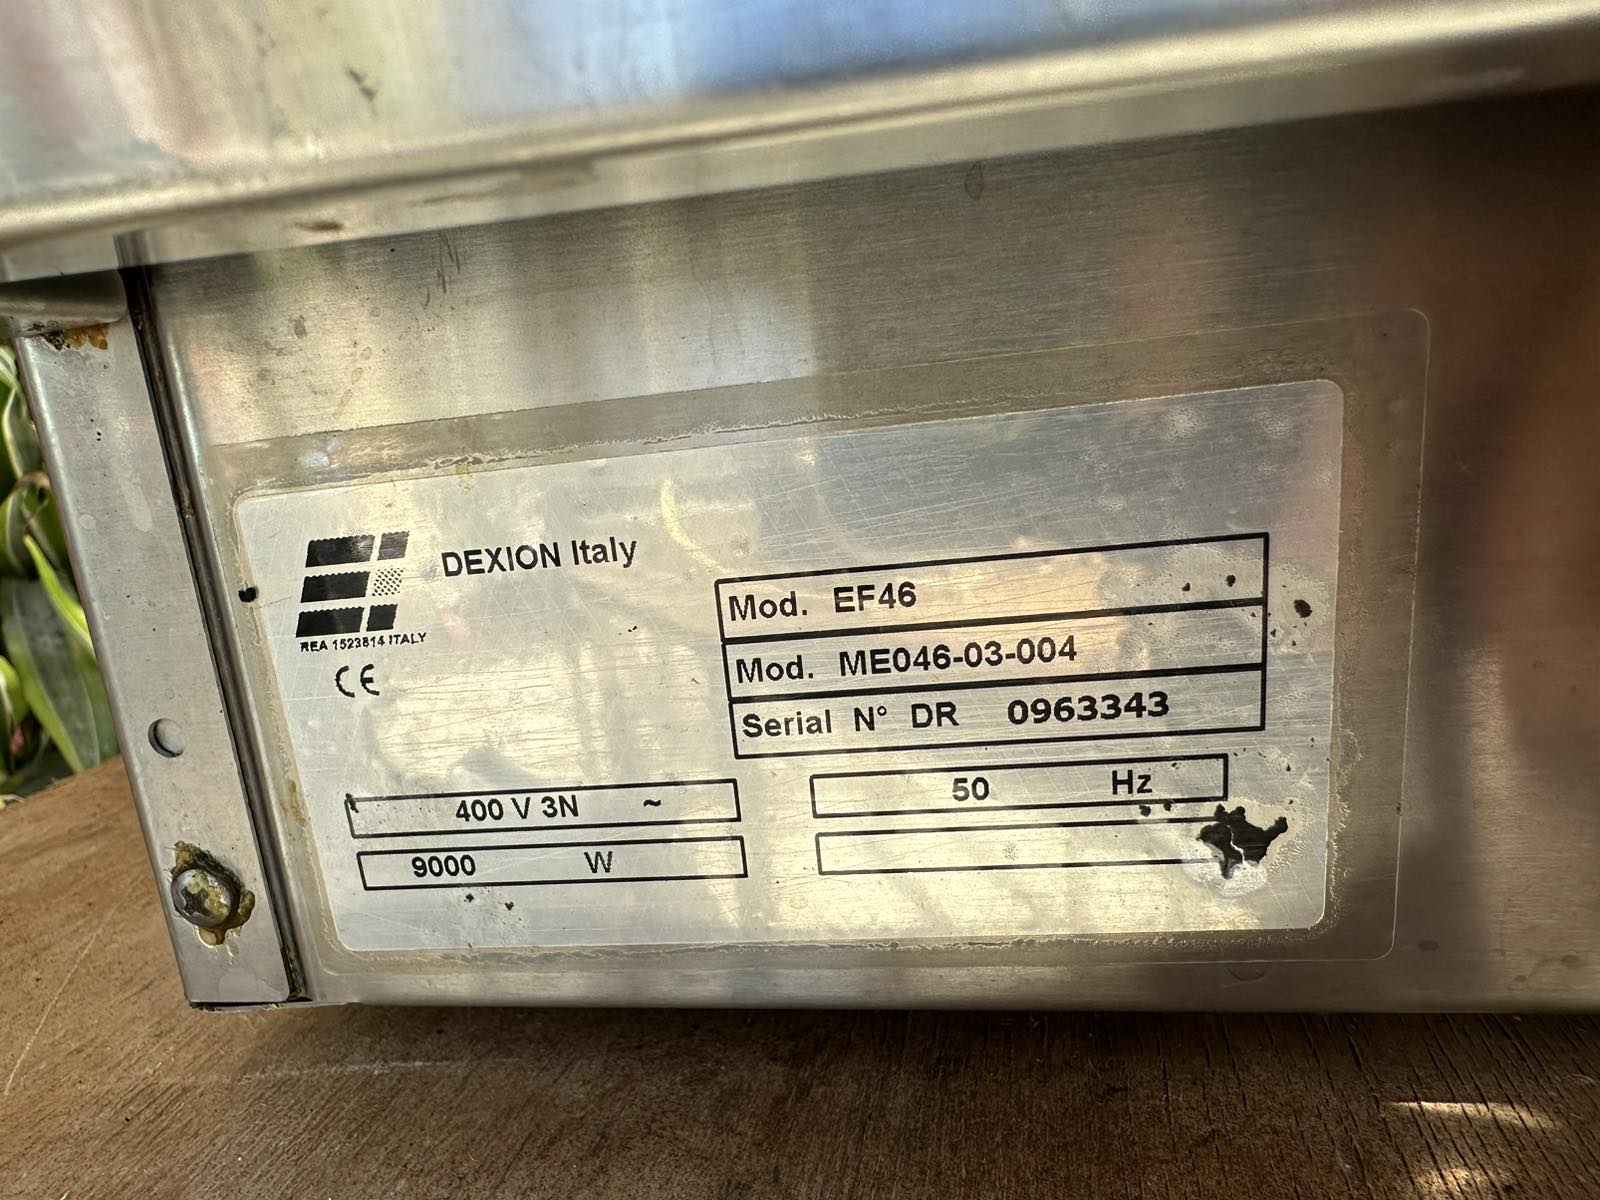 DEXION Italy
REA 1523814 ITALY
CE
Mod. EF46
Mod. ME046-03-004
Serial N° DR 0963343
400 V 3N ~
50 Hz
9000 W